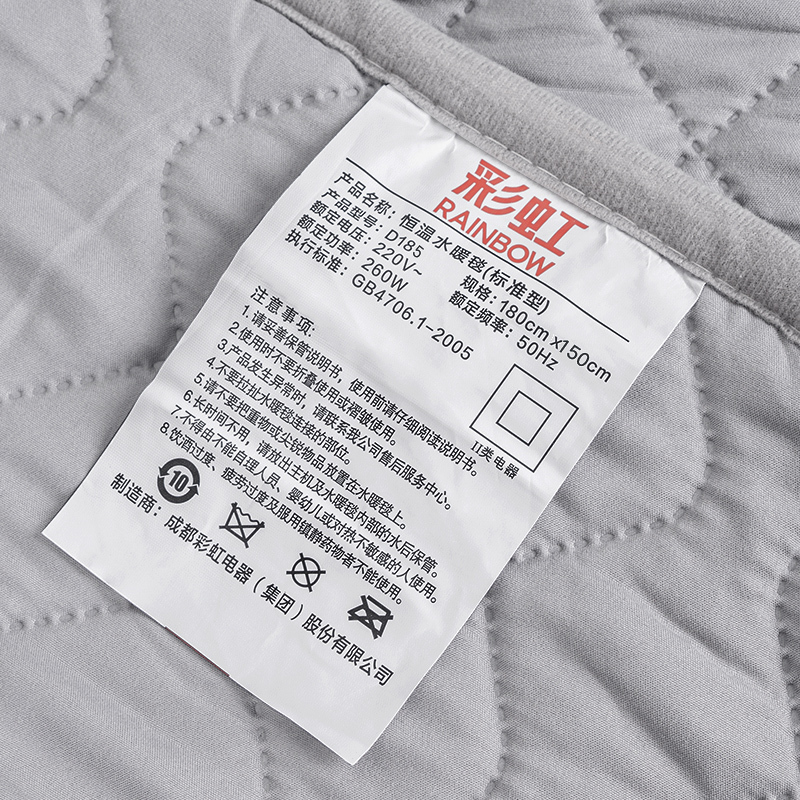 彩虹
RAINBOW
产品名称：恒温水暖毯(标准型)
产品型号：D185 规格：180cm x150cm
额定电压：220V~ 额定频率：50Hz
额定功率：260W
执行标准：GB4706.1-2005
注意事项：
1.请妥善保管说明书，使用前请仔细阅读说明书。
2.使用时不要折叠使用或褶皱使用。
3.产品发生异常时，请联系我公司售后服务中心。
4.不要拉扯水暖毯连接的部位。
5.请不要把重物或尖锐物品放置在水暖毯上。
6.长时间不用，请放出主机及水暖毯内部的水后保管。
7.不得由不能自理人员、婴幼儿或对热不敏感的人使用。
8.饮酒过度、疲劳过度及服用镇静药物者不能使用。
II类电器
10
制造商：成都彩虹电器（集团）股份有限公司